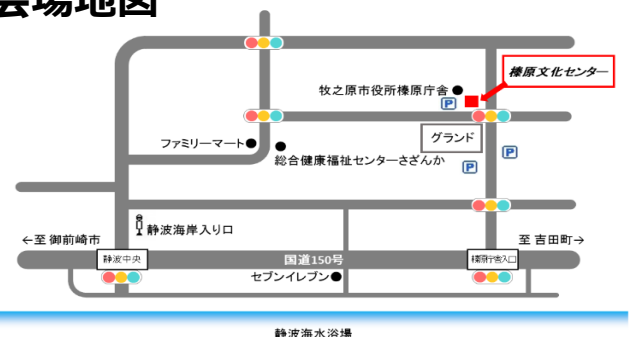 会場地図
榛原文化センター
牧之原市役所榛原庁舎
P
グランド
ファミリーマート
総合健康福祉センターさざんか
P
P
静波海岸入り口
←至 御前崎市
至 吉田町→
静波中央
国道150号
榛原庁舎入口
セブンイレブン
静波海水浴場